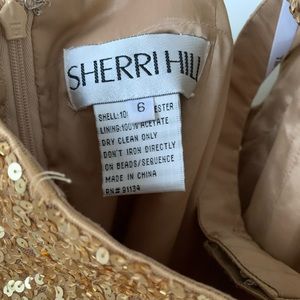 SHERRI HILL
6
SHELL:10 ESTER
LINING:100% ACETATE
DRY CLEAN ONLY
DON'T IRON DIRECTLY
ON BEADS/SEQUENCE
MADE IN CHINA
RN# 91134